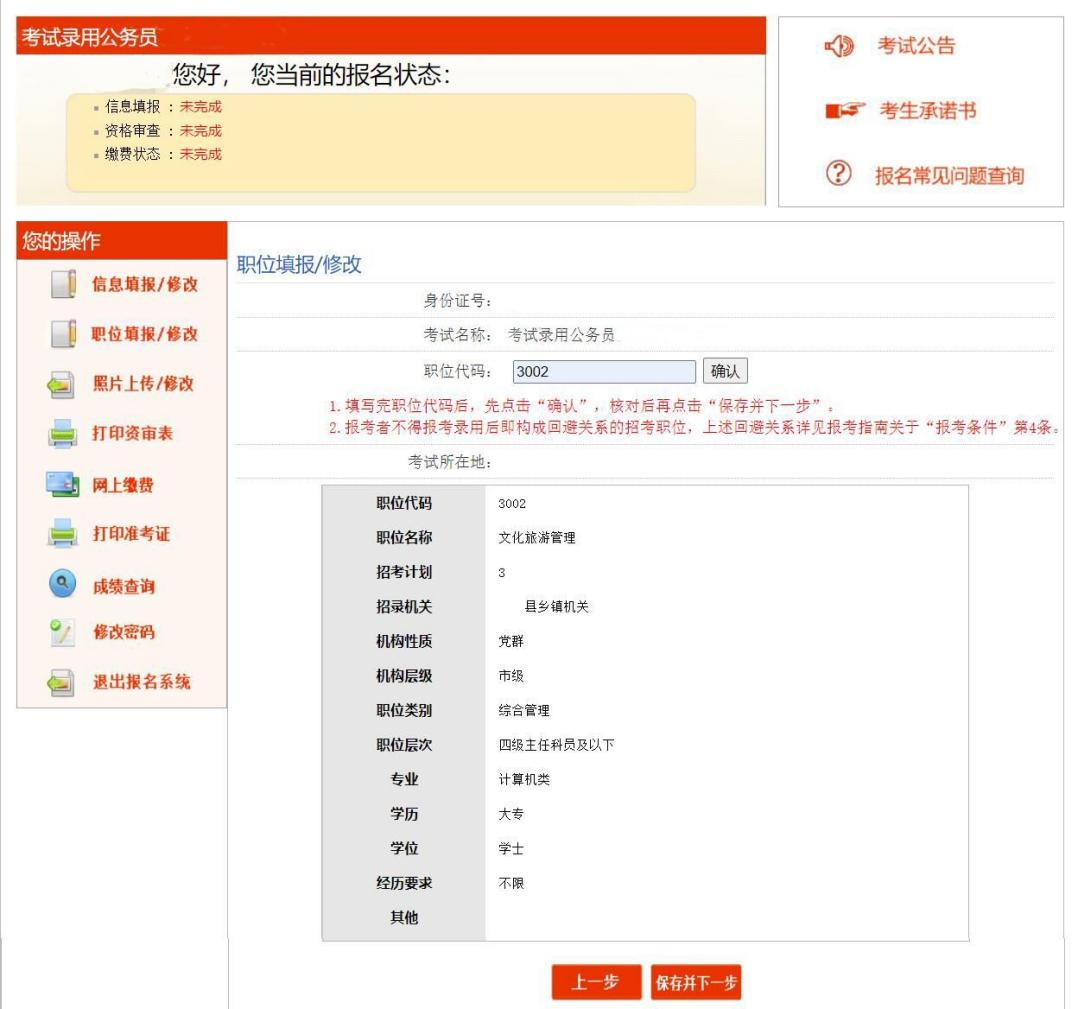 考试录用公务员
您好， 您当前的报名状态：
信息填报 ：未完成
资格审查 ：未完成
缴费状态 ：未完成
考试公告
考生承诺书
报名常见问题查询
您的操作
信息填报/修改
职位填报/修改
照片上传/修改
打印资审表
网上缴费
打印准考证
成绩查询
修改密码
退出报名系统
职位填报/修改
身份证号：
考试名称： 考试录用公务员
职位代码： 3002 确认
1.填写完职位代码后，先点击“确认”，核对后再点击“保存并下一步”。
2.报考者不得报考录用后即构成回避关系的招考职位，上述回避关系详见报考指南关于“报考条件”第4条。
考试所在地：
职位代码 3002
职位名称 文化旅游管理
招考计划 3
招录机关 县乡镇机关
机构性质 党群
机构层级 市级
职位类别 综合管理
职位层次 四级主任科员及以下
专业 计算机类
学历 大专
学位 学士
经历要求 不限
其他
上一步 保存并下一步